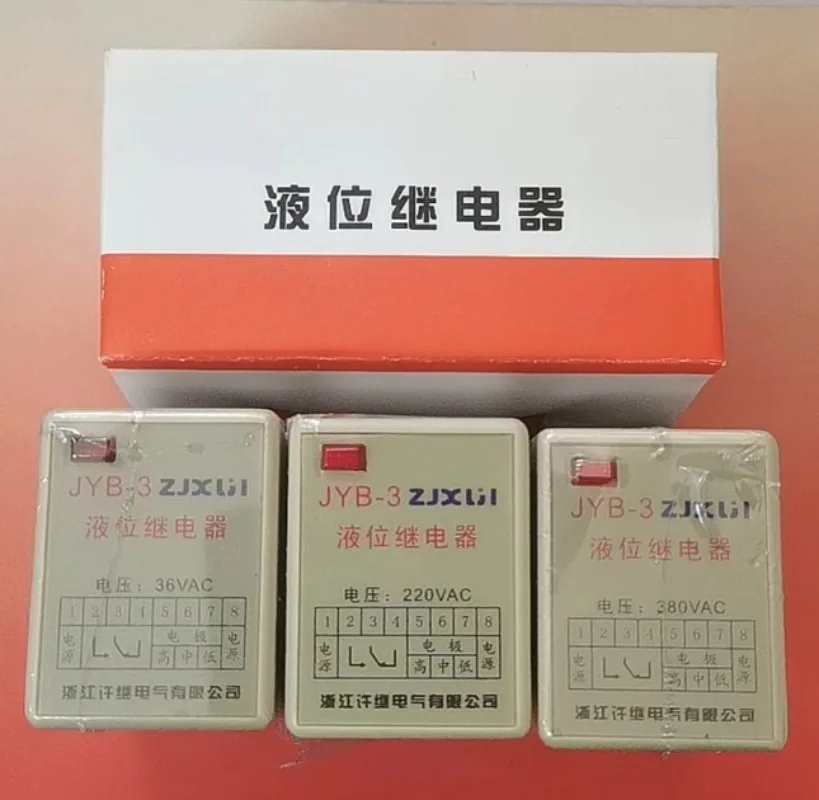 液位继电器
JYB-3 ZJXUJI
液位继电器
电压：36VAC
1 2 3 4 5 6 7 8
电源 电极 电源
高 中 低
浙江许继电气有限公司
JYB-3 ZJXUJI
液位继电器
电压：220VAC
1 2 3 4 5 6 7 8
电源 电极 电源
高 中 低
浙江许继电气有限公司
JYB-3 ZJXUJI
液位继电器
电压：380VAC
1 2 3 4 5 6 7 8
电源 电极 电源
高 中 低
浙江许继电气有限公司